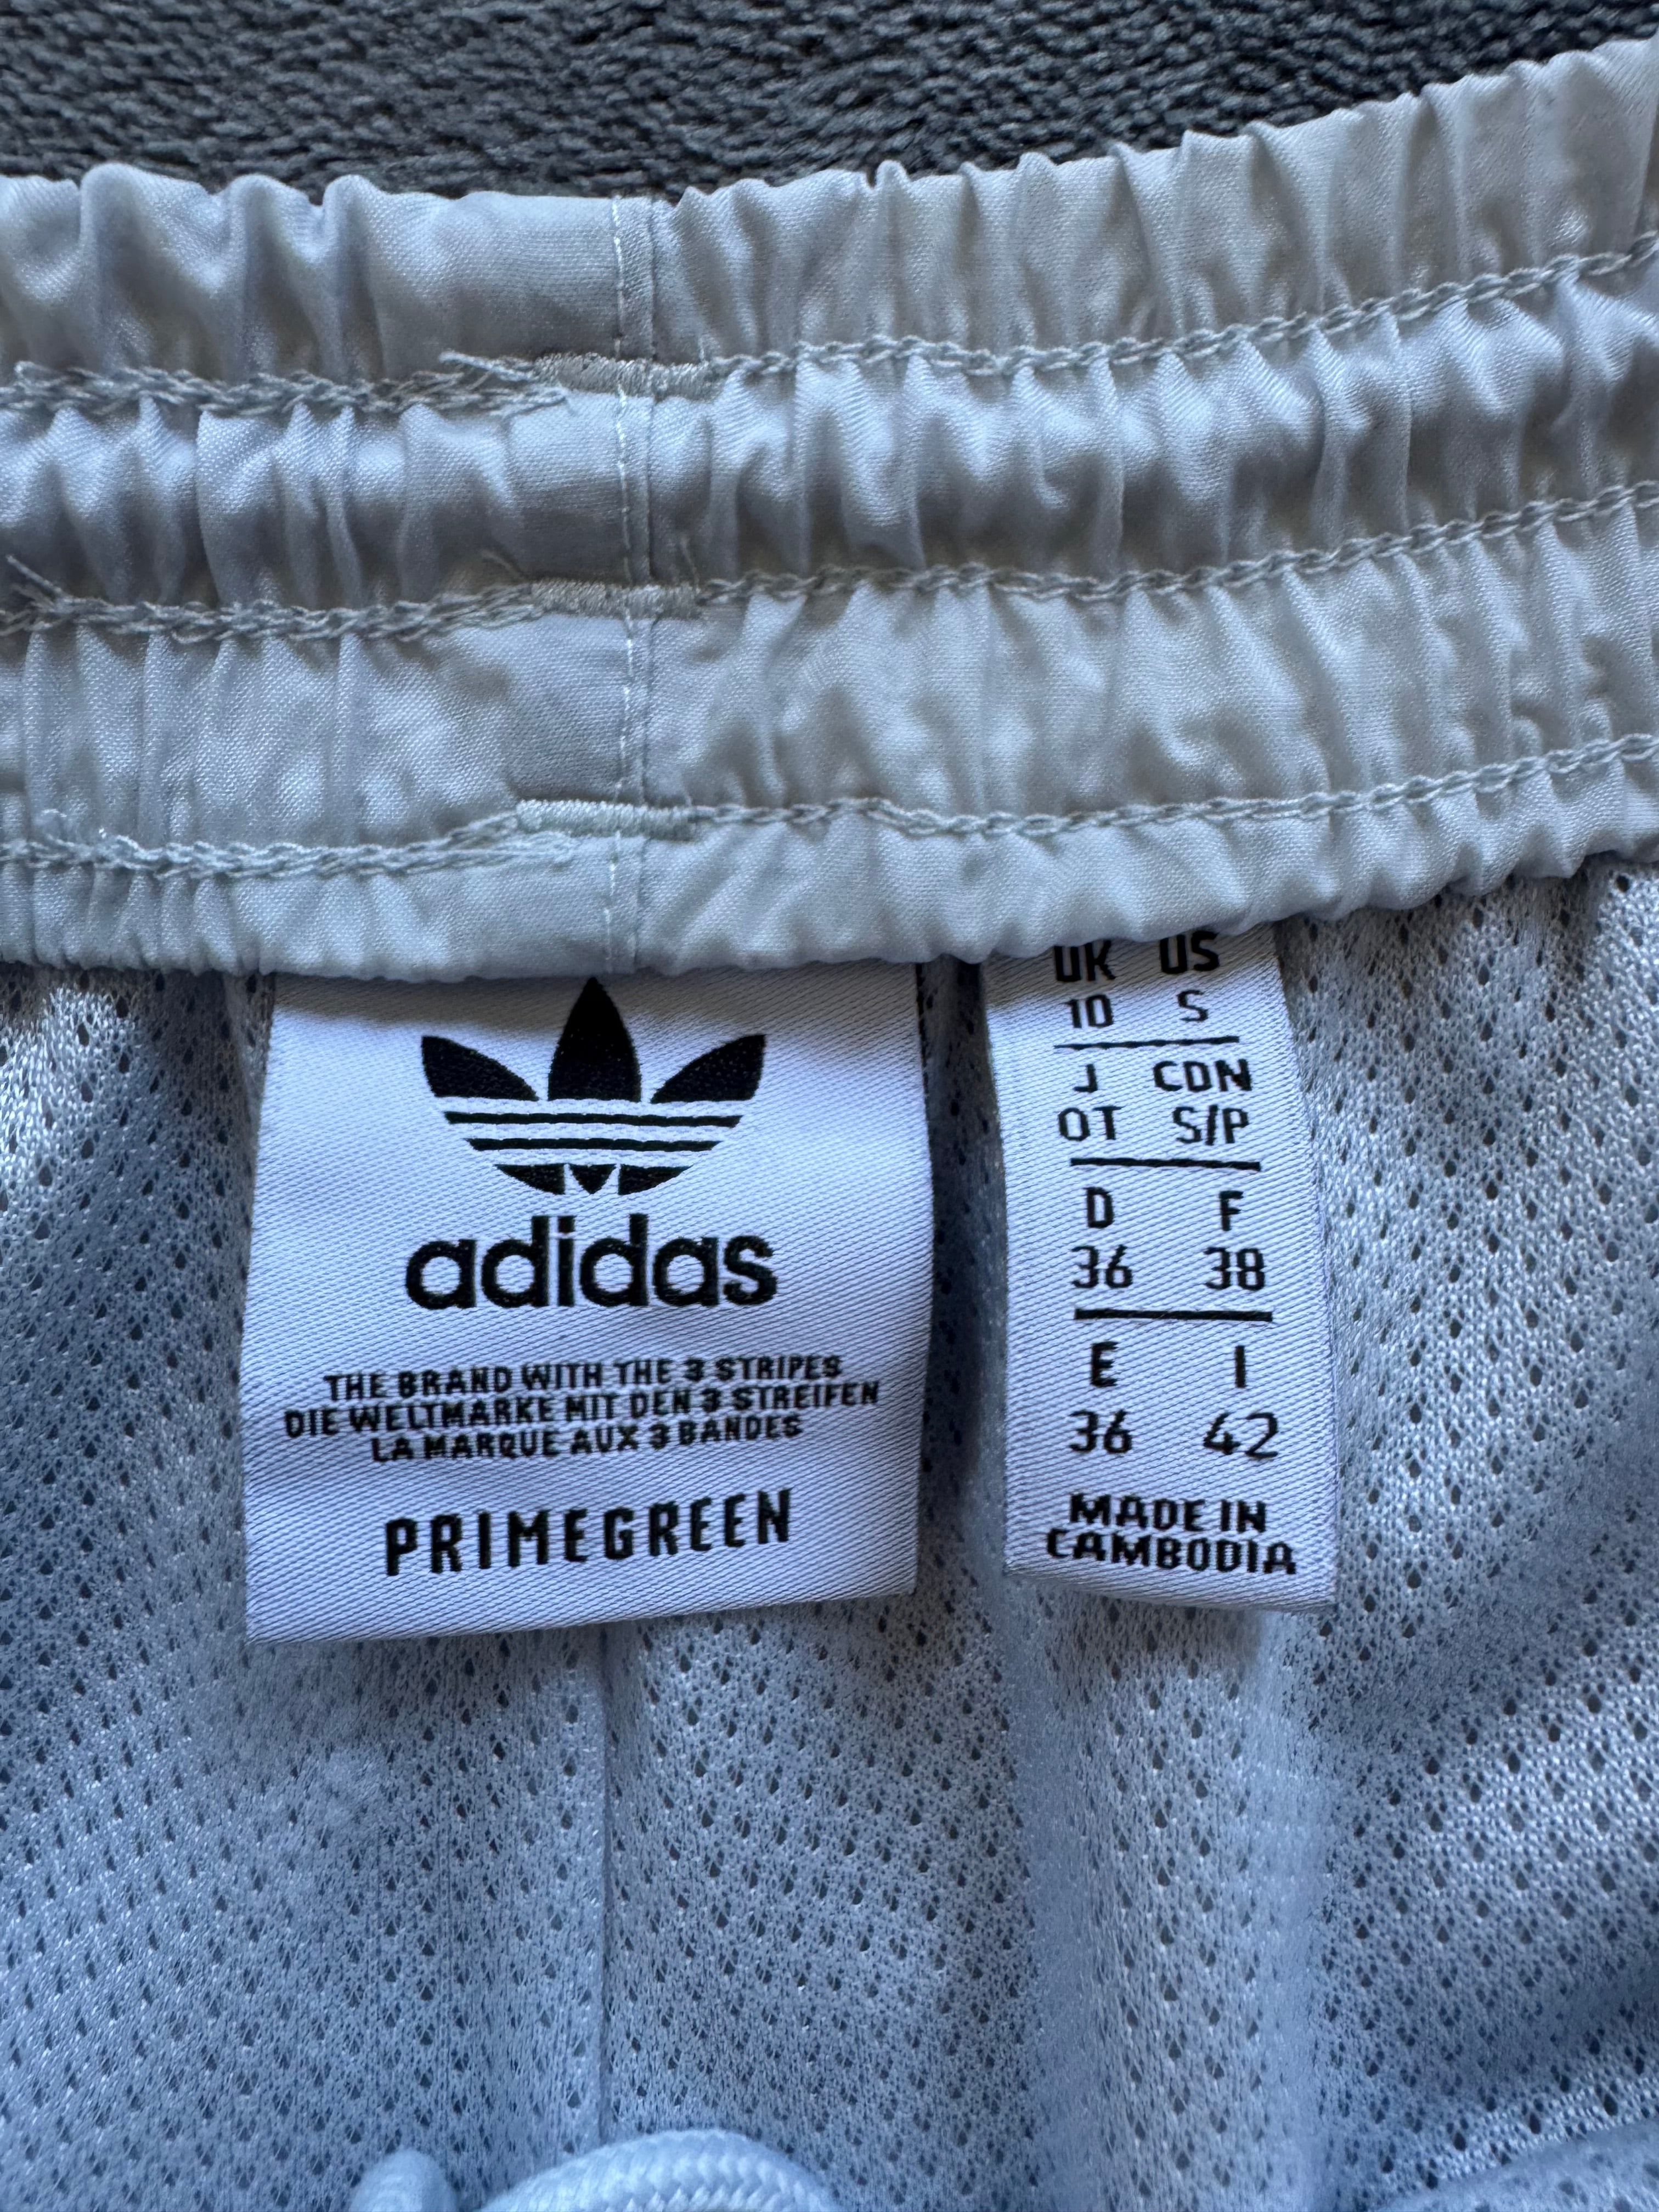 adidas
THE BRAND WITH THE 3 STRIPES
DIE WELTMARKE MIT DEN 3 STREIFEN
LA MARQUE AUX 3 BANDES
PRIMEGREEN
UK US
10 S
J CDN
OT S/P
D F
36 38
E I
36 42
MADE IN
CAMBODIA